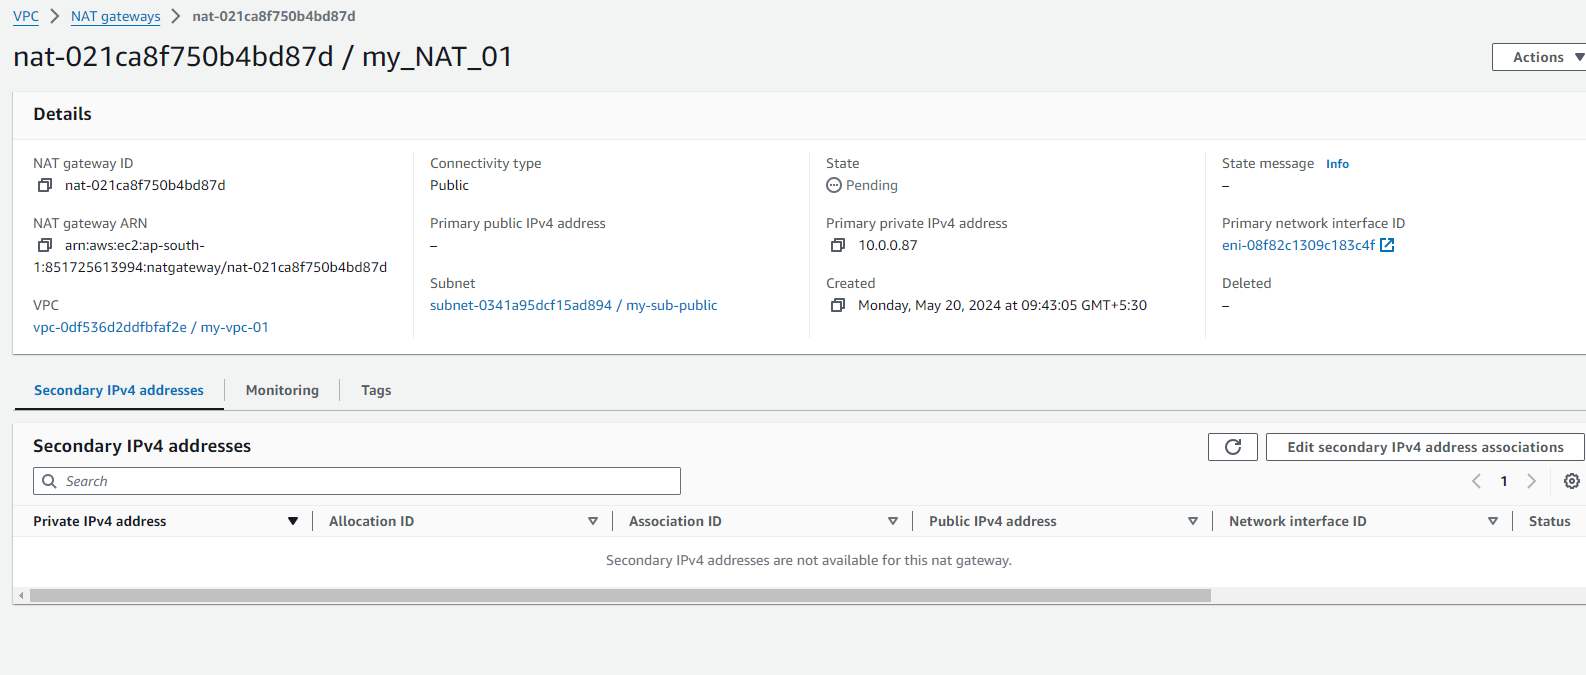 VPC > NAT gateways > nat-021ca8f750b4bd87d
nat-021ca8f750b4bd87d / my_NAT_01
Actions
Details
NAT gateway ID
nat-021ca8f750b4bd87d
NAT gateway ARN
arn:aws:ec2:ap-south-
1:851725613994:natgateway/nat-021ca8f750b4bd87d
VPC
vpc-0df536d2ddfbfaf2e / my-vpc-01
Connectivity type
Public
Primary public IPv4 address
–
Subnet
subnet-0341a95dcf15ad894 / my-sub-public
State
Pending
Primary private IPv4 address
10.0.0.87
Created
Monday, May 20, 2024 at 09:43:05 GMT+5:30
State message Info
–
Primary network interface ID
eni-08f82c1309c183c4f
Deleted
–
Secondary IPv4 addresses Monitoring Tags
Secondary IPv4 addresses
Edit secondary IPv4 address associations
Search
1
Private IPv4 address Allocation ID Association ID Public IPv4 address Network interface ID Status
Secondary IPv4 addresses are not available for this nat gateway.